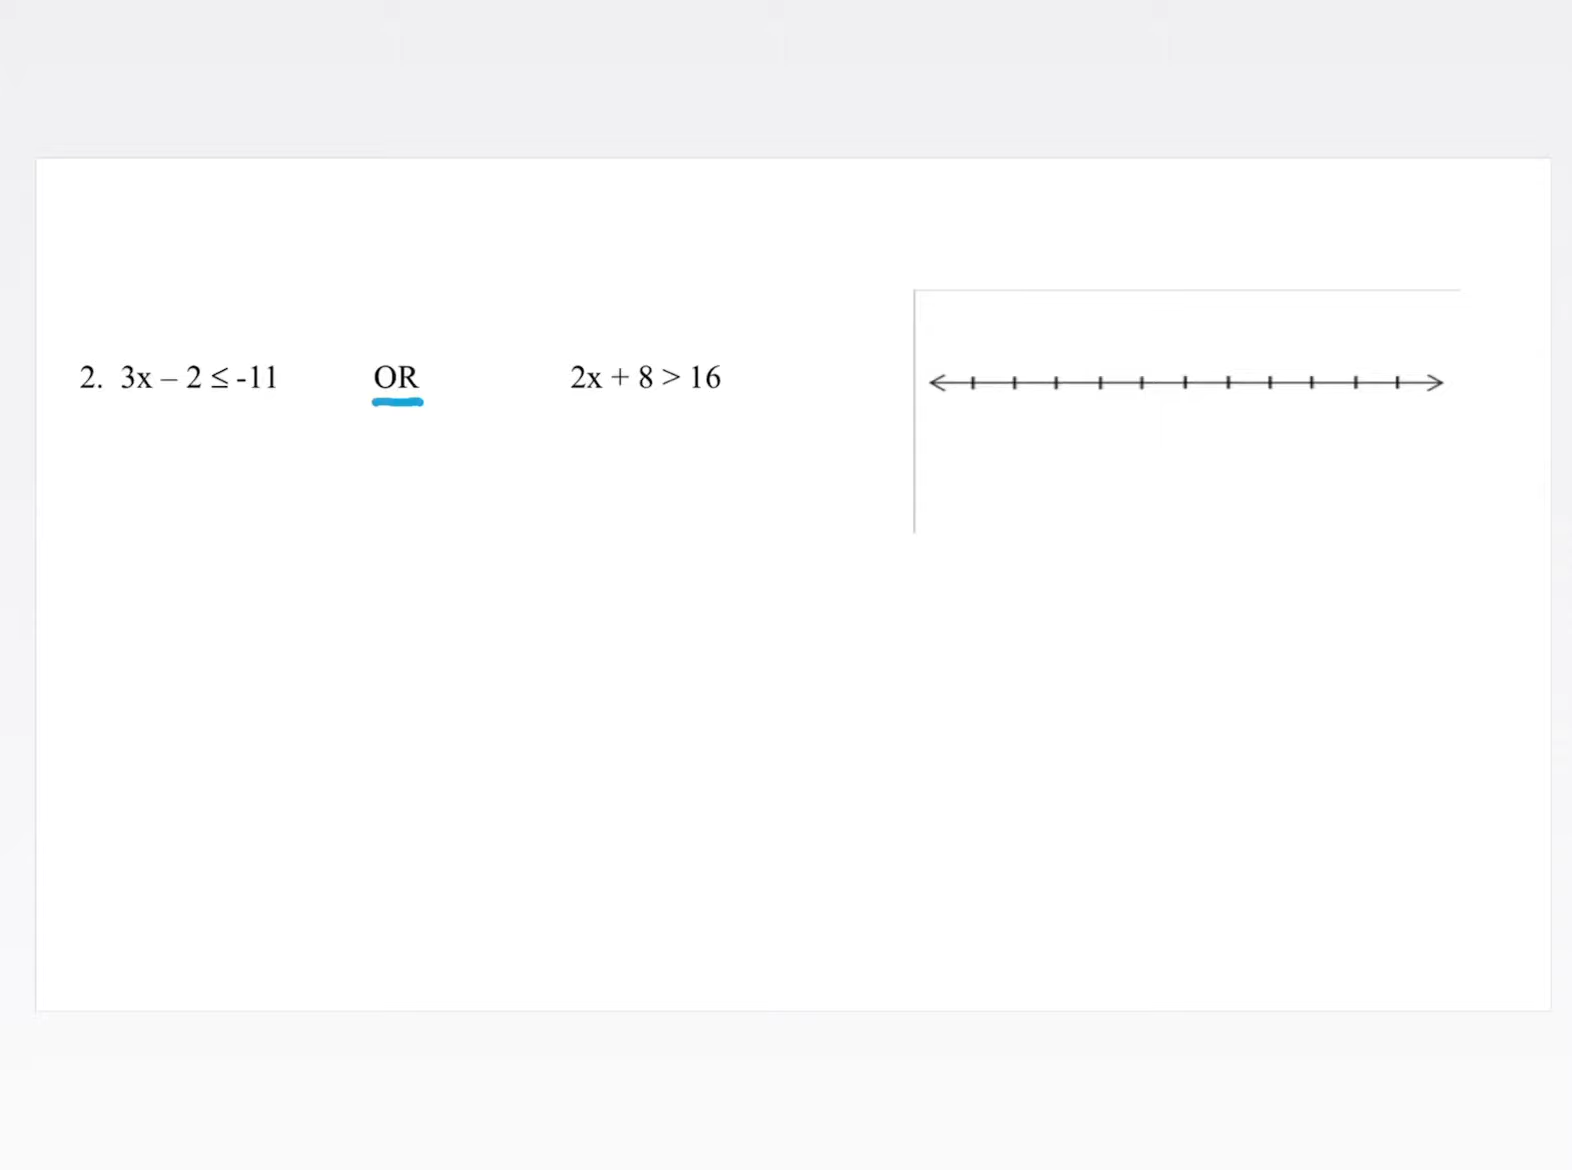 2. 3x – 2 ≤ -11 OR 2x + 8 > 16